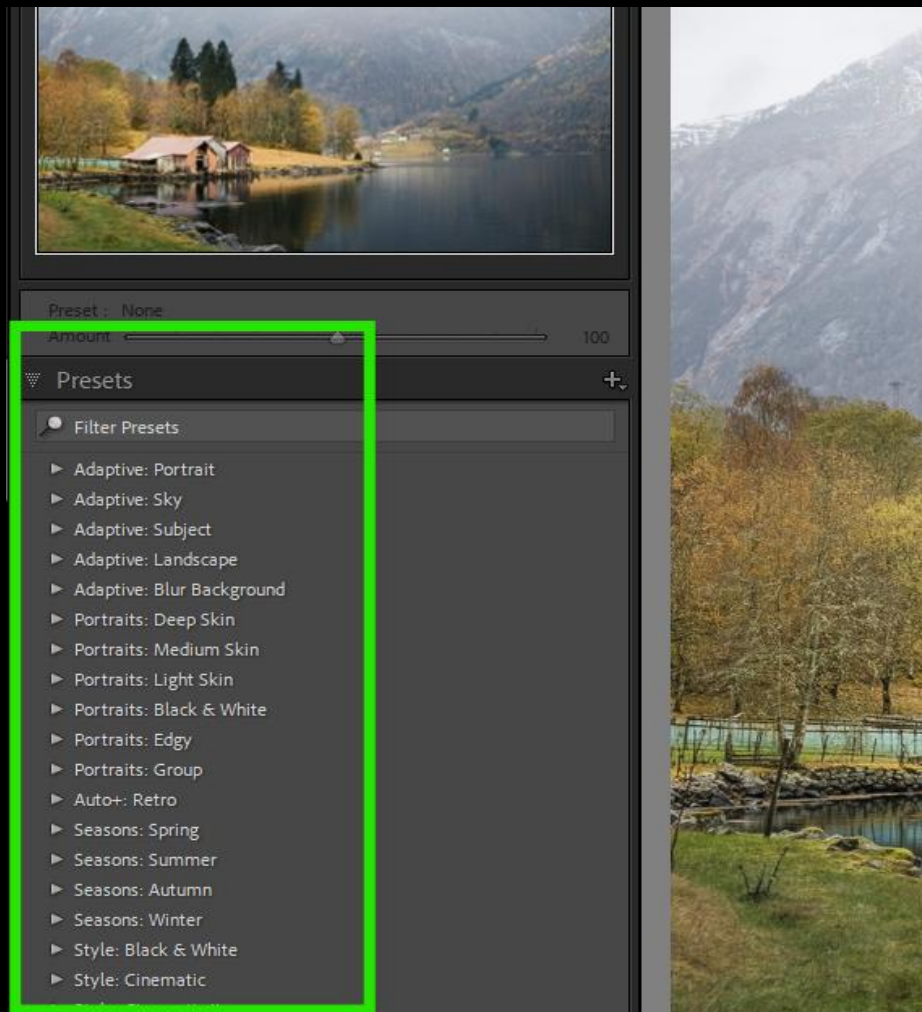 Preset : None
Amount 100
Presets
Filter Presets
Adaptive: Portrait
Adaptive: Sky
Adaptive: Subject
Adaptive: Landscape
Adaptive: Blur Background
Portraits: Deep Skin
Portraits: Medium Skin
Portraits: Light Skin
Portraits: Black & White
Portraits: Edgy
Portraits: Group
Auto+: Retro
Seasons: Spring
Seasons: Summer
Seasons: Autumn
Seasons: Winter
Style: Black & White
Style: Cinematic